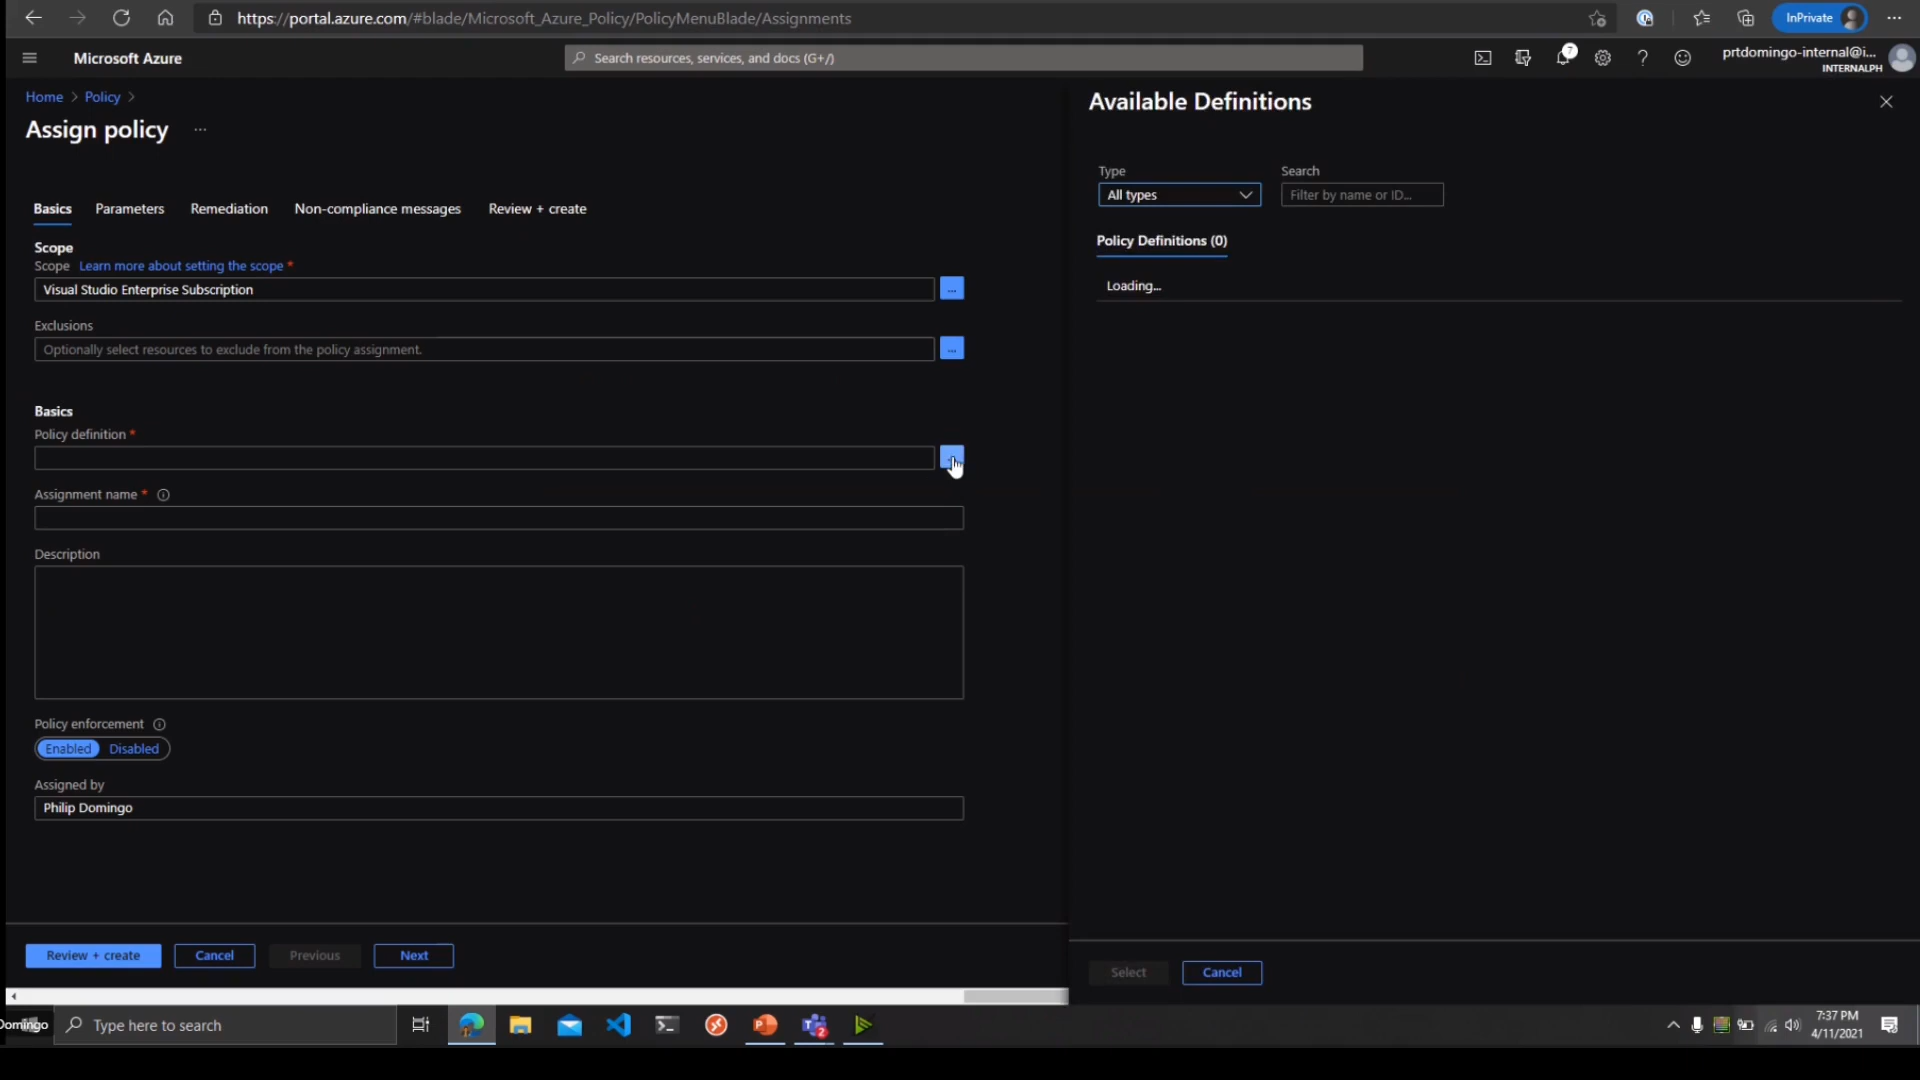 https://portal.azure.com/#blade/Microsoft_Azure_Policy/PolicyMenuBlade/Assignments
InPrivate
Microsoft Azure
Search resources, services, and docs (G+/)
7
prtdomingo-internal@i...
INTERNALPH
Home > Policy >
Assign policy ...
Basics Parameters Remediation Non-compliance messages Review + create
Scope
Scope Learn more about setting the scope *
Visual Studio Enterprise Subscription
...
Exclusions
Optionally select resources to exclude from the policy assignment.
...
Basics
Policy definition *
Assignment name *
Description
Policy enforcement
Enabled Disabled
Assigned by
Philip Domingo
Review + create Cancel Previous Next
Available Definitions
Type Search
All types Filter by name or ID...
Policy Definitions (0)
Loading...
Select Cancel
Domingo
Type here to search
2
7:37 PM
4/11/2021